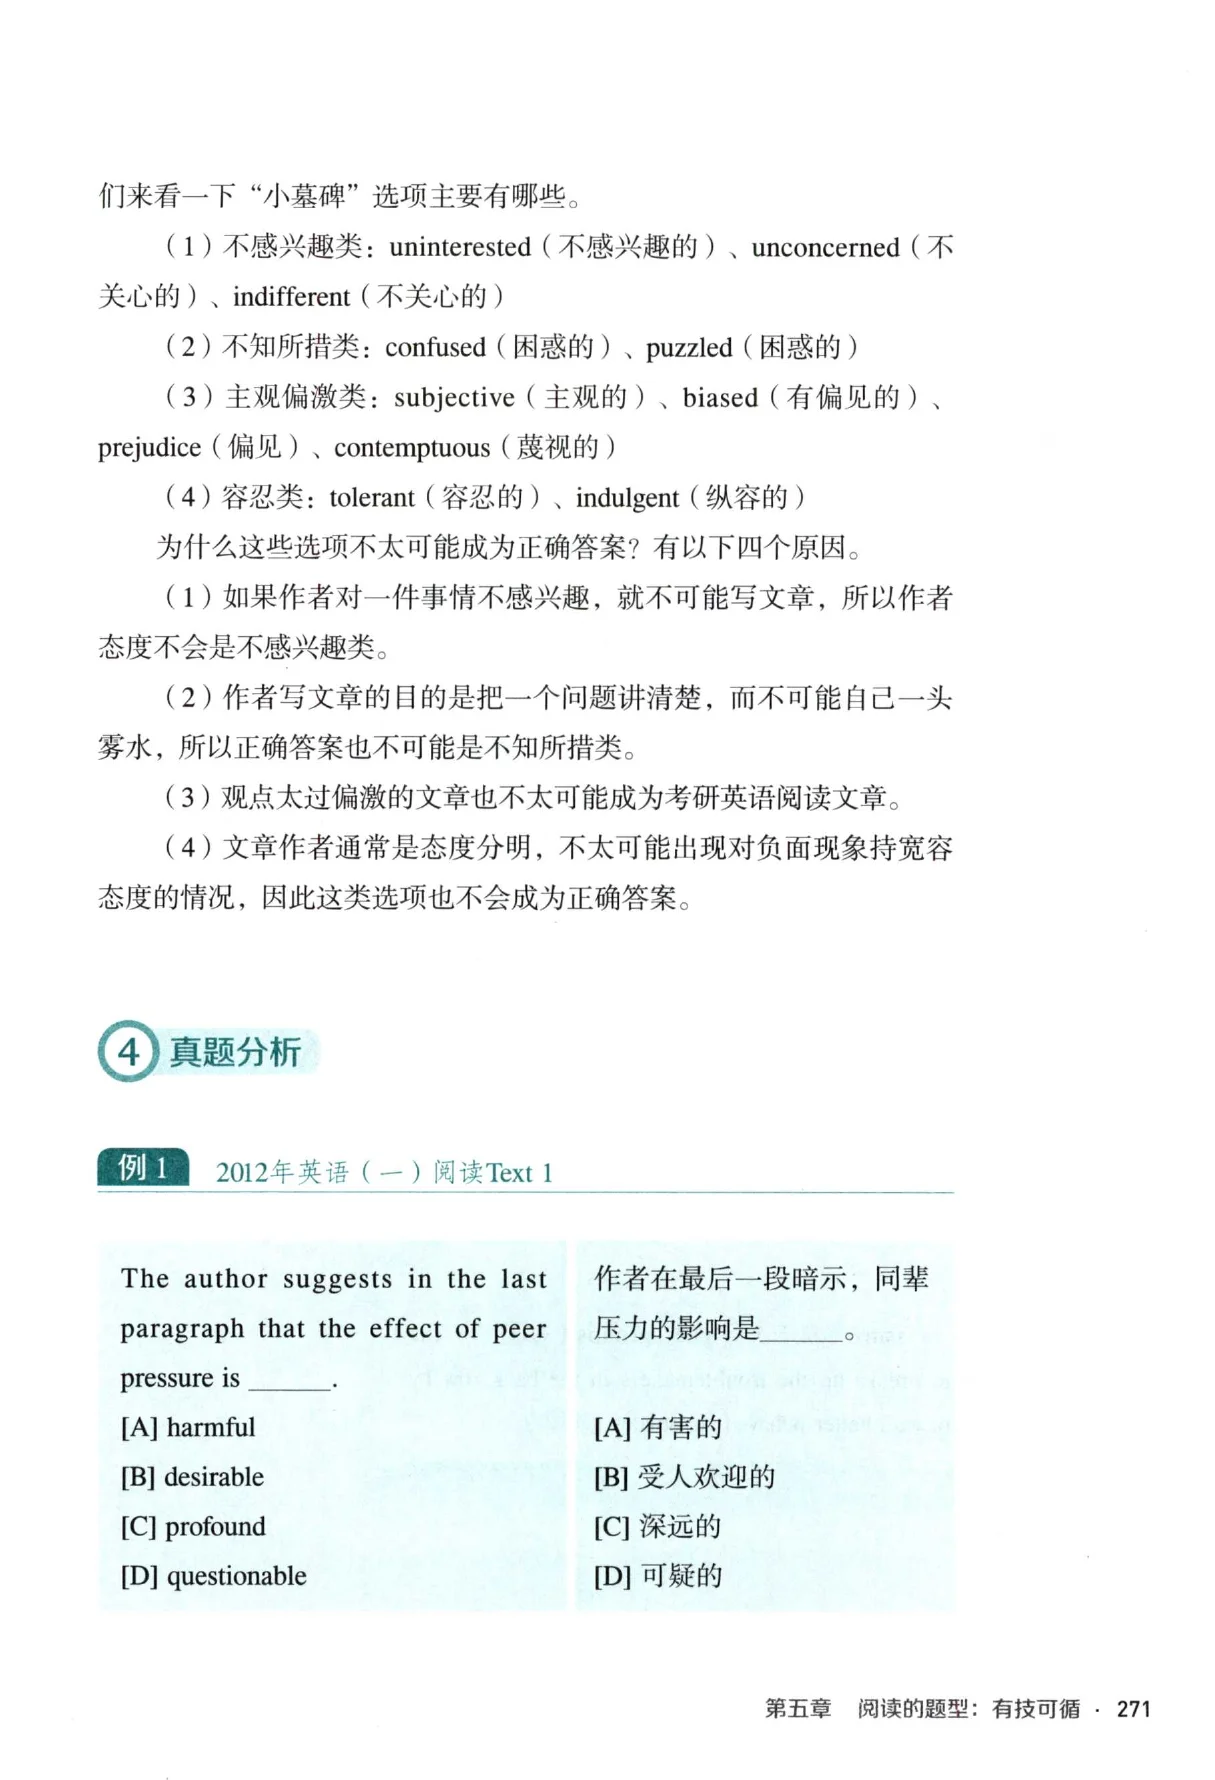 们来看一下“小墓碑”选项主要有哪些。
（1）不感兴趣类：uninterested（不感兴趣的）、unconcerned（不
关心的）、indifferent（不关心的）
（2）不知所措类：confused（困惑的）、puzzled（困惑的）
（3）主观偏激类：subjective（主观的）、biased（有偏见的）、
prejudice（偏见）、contemptuous（蔑视的）
（4）容忍类：tolerant（容忍的）、indulgent（纵容的）
为什么这些选项不太可能成为正确答案？有以下四个原因。
（1）如果作者对一件事情不感兴趣，就不可能写文章，所以作者
态度不会是不感兴趣类。
（2）作者写文章的目的是把一个问题讲清楚，而不可能自己一头
雾水，所以正确答案也不可能是不知所措类。
（3）观点太过偏激的文章也不太可能成为考研英语阅读文章。
（4）文章作者通常是态度分明，不太可能出现对负面现象持宽容
态度的情况，因此这类选项也不会成为正确答案。
4 真题分析
例1 2012年英语（一）阅读Text 1
The author suggests in the last
paragraph that the effect of peer
pressure is ______.
[A] harmful
[B] desirable
[C] profound
[D] questionable
作者在最后一段暗示，同辈
压力的影响是______。
[A] 有害的
[B] 受人欢迎的
[C] 深远的
[D] 可疑的
第五章 阅读的题型：有技可循 · 271